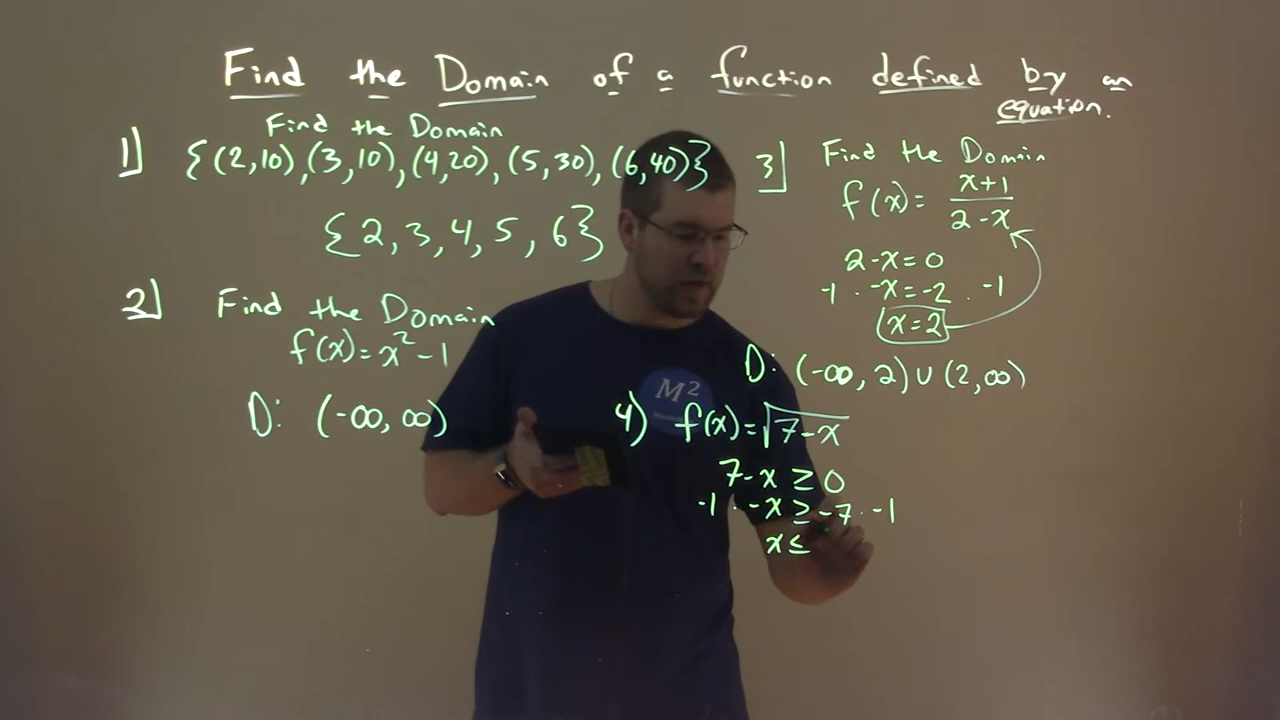 Find the Domain of a function defined by an
equation.
1] Find the Domain
{(2,10),(3,10),(4,20),(5,30),(6,40)}
{2,3,4,5,6}
2] Find the Domain
f(x)=x²-1
D: (-∞,∞)
3] Find the Domain
f(x)= x+1
2-x
2-x=0
-1 · -x=-2 · -1
x=2
D: (-∞,2)∪(2,∞)
4) f(x)=√7-x
7-x≥0
-1 · -x≥-7 · -1
x≤
M²